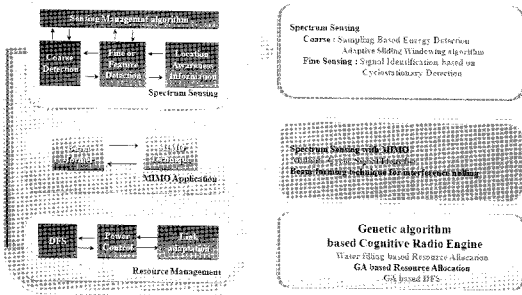 Sensing Management algorithm
Coarse Detection
Fine or Feature Detection
Location Awareness Information
Spectrum Sensing
MIMO Application
DFS
Power Control
Resource Management
Spectrum Sensing
Coarse : Sampling Based Energy Detection
Adaptive Sliding Windowing algorithm
Fine Sensing : Signal Identification based on
Cyclostationary Detection
Spectrum Sensing with MIMO
Beam forming technique for interference nulling
Genetic algorithm
based Cognitive Radio Engine
Water filling based Resource Allocation
GA based Resource Allocation
GA based DFS